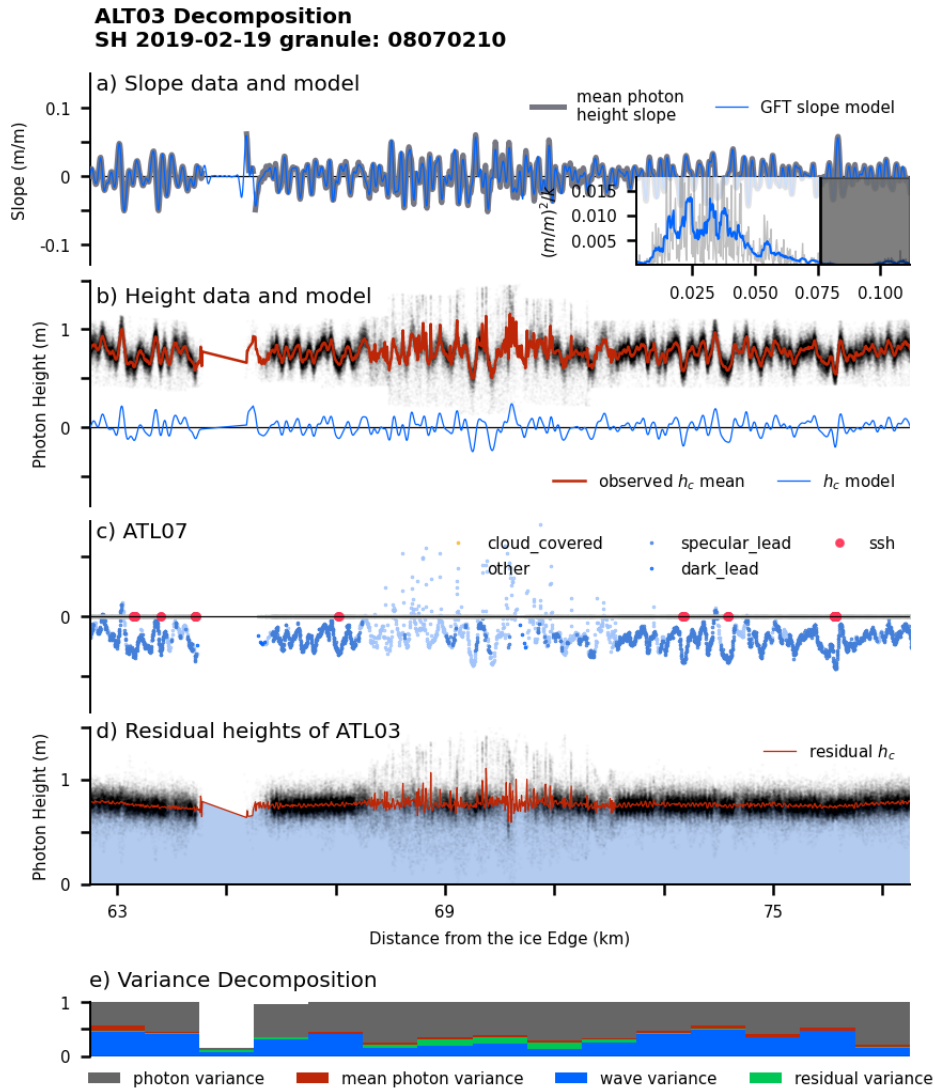 ALT03 Decomposition
SH 2019-02-19 granule: 08070210
a) Slope data and model
mean photon
height slope
GFT slope model
Slope (m/m)
0.1
0
-0.1
(m/m)²/k
0.015
0.010
0.005
0.025 0.050 0.075 0.100
b) Height data and model
Photon Height (m)
1
0
observed h_c mean
h_c model
c) ATL07
cloud_covered
other
specular_lead
dark_lead
ssh
0
d) Residual heights of ATL03
residual h_c
Photon Height (m)
1
0
63 69 75
Distance from the ice Edge (km)
e) Variance Decomposition
1
0
photon variance mean photon variance wave variance residual variance